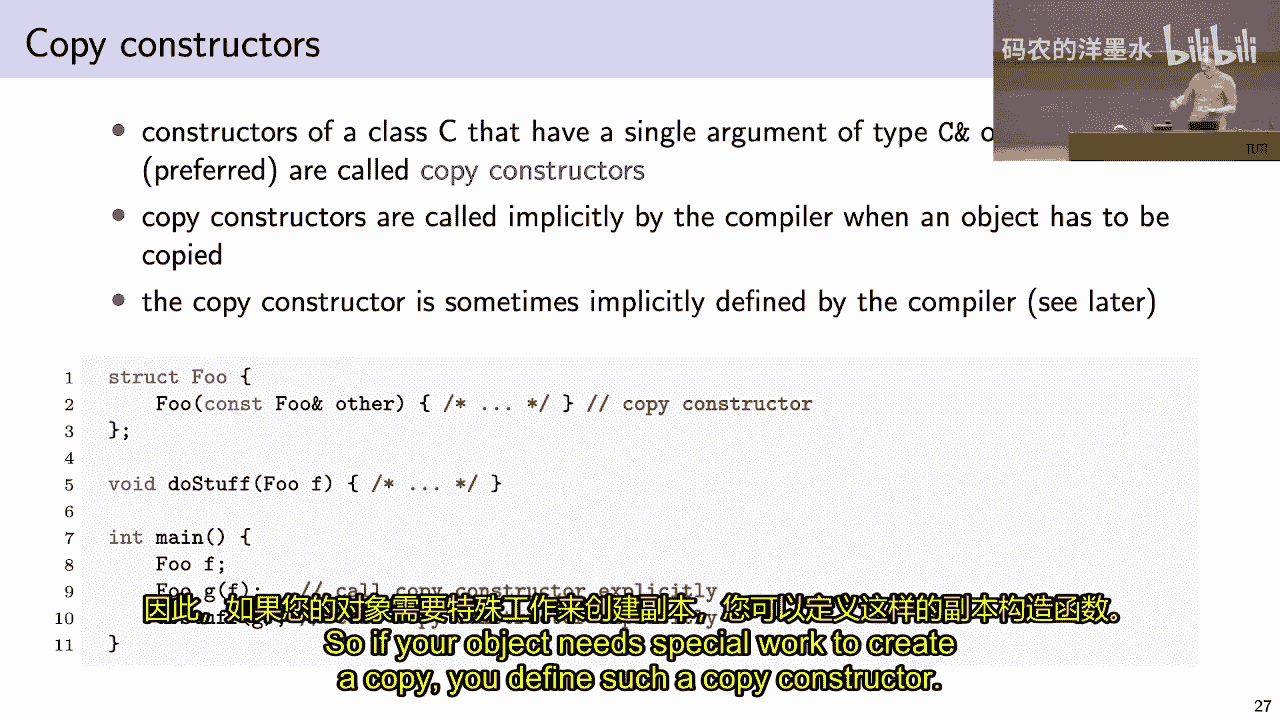 Copy constructors
码农的洋墨水 bilibili
TUM
• constructors of a class C that have a single argument of type C&
(preferred) are called copy constructors
• copy constructors are called implicitly by the compiler when an object has to be
copied
• the copy constructor is sometimes implicitly defined by the compiler (see later)
1 struct Foo {
2 Foo(const Foo& other) { /* ... */ } // copy constructor
3 };
4
5 void doStuff(Foo f) { /* ... */ }
6
7 int main() {
8 Foo f;
9 Foo g(f); // call copy constructor explicitly
10
11 }
因此，如果您的对象需要特殊工作来创建副本，您可以定义这样的副本构造函数。
So if your object needs special work to create
a copy, you define such a copy constructor.
27